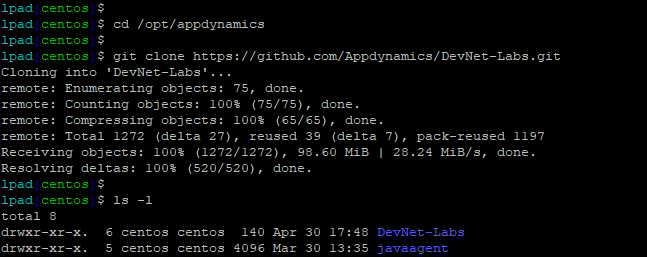 lpad[centos]$
lpad[centos]$ cd /opt/appdynamics
lpad[centos]$
lpad[centos]$ git clone https://github.com/Appdynamics/DevNet-Labs.git
Cloning into 'DevNet-Labs'...
remote: Enumerating objects: 75, done.
remote: Counting objects: 100% (75/75), done.
remote: Compressing objects: 100% (65/65), done.
remote: Total 1272 (delta 27), reused 39 (delta 7), pack-reused 1197
Receiving objects: 100% (1272/1272), 98.60 MiB | 28.24 MiB/s, done.
Resolving deltas: 100% (520/520), done.
lpad[centos]$
lpad[centos]$ ls -l
total 8
drwxr-xr-x.  6 centos centos  140 Apr 30 17:48 DevNet-Labs
drwxr-xr-x.  5 centos centos 4096 Mar 30 13:35 javaagent